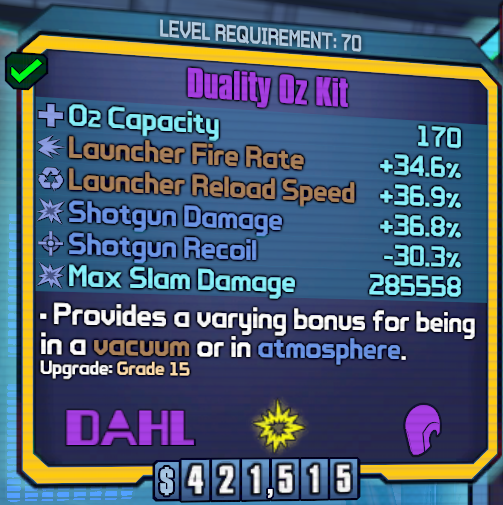 LEVEL REQUIREMENT: 70
Duality Oz Kit
O2 Capacity 170
Launcher Fire Rate +34.6%
Launcher Reload Speed +36.9%
Shotgun Damage +36.8%
Shotgun Recoil -30.3%
Max Slam Damage 285558
• Provides a varying bonus for being
in a vacuum or in atmosphere.
Upgrade: Grade 15
DAHL
$421,515